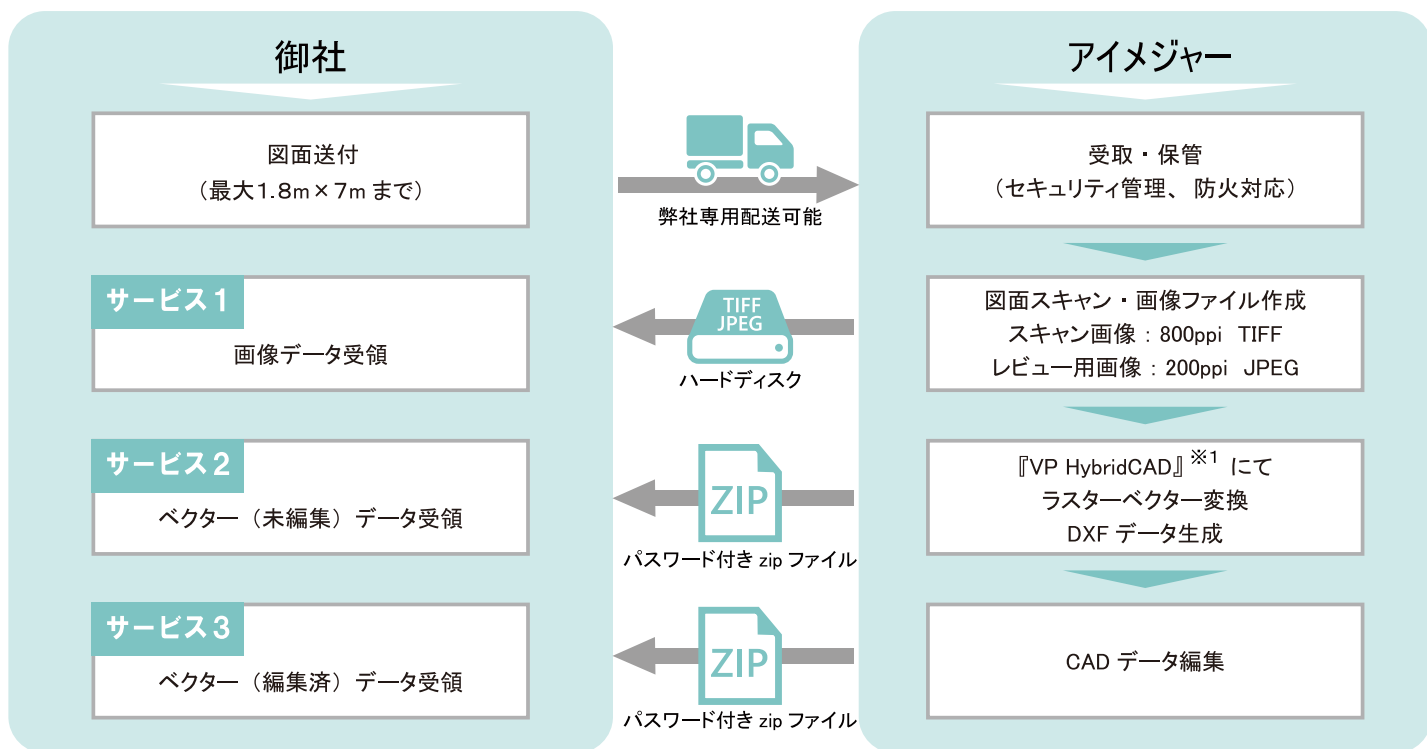 御社
図面送付
（最大1.8m×7mまで）
サービス1
画像データ受領
サービス2
ベクター（未編集）データ受領
サービス3
ベクター（編集済）データ受領
弊社専用配送可能
TIFF
JPEG
ハードディスク
ZIP
パスワード付き zip ファイル
ZIP
パスワード付き zip ファイル
アイメジャー
受取・保管
（セキュリティ管理、防火対応）
図面スキャン・画像ファイル作成
スキャン画像：800ppi TIFF
レビュー用画像：200ppi JPEG
『VP HybridCAD』※1 にて
ラスターベクター変換
DXF データ生成
CAD データ編集